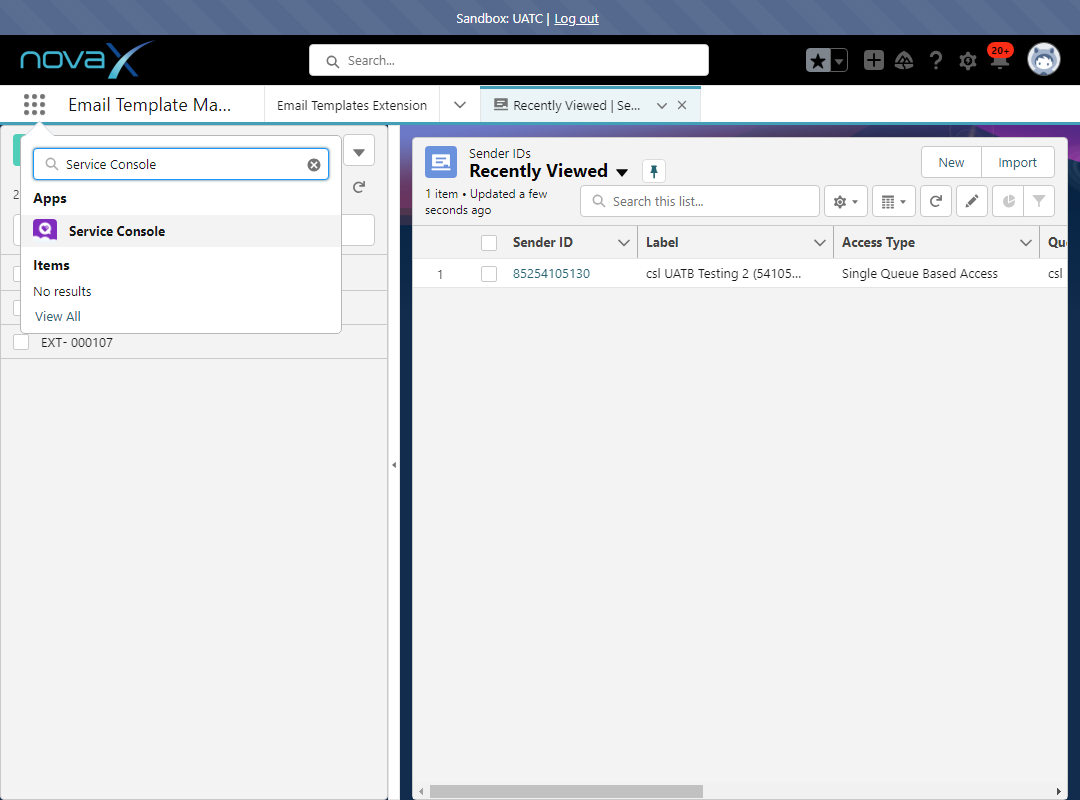 Sandbox: UATC | Log out
novaX
Search...
20+
Email Template Ma...
Email Templates Extension
Recently Viewed | Se...
Service Console
Apps
Service Console
Items
No results
View All
2
EXT- 000107
Sender IDs
Recently Viewed
New
Import
1 item • Updated a few
seconds ago
Search this list...
Sender ID
Label
Access Type
Qu
1
85254105130
csl UATB Testing 2 (54105...
Single Queue Based Access
csl